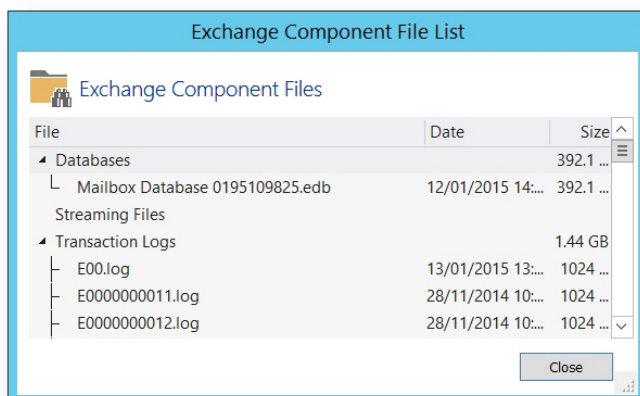 Exchange Component File List
Exchange Component Files
File Date Size
Databases 392.1 ...
Mailbox Database 0195109825.edb 12/01/2015 14:... 392.1 ...
Streaming Files
Transaction Logs 1.44 GB
E00.log 13/01/2015 13:... 1024 ...
E0000000011.log 28/11/2014 10:... 1024 ...
E0000000012.log 28/11/2014 10:... 1024 ...
Close